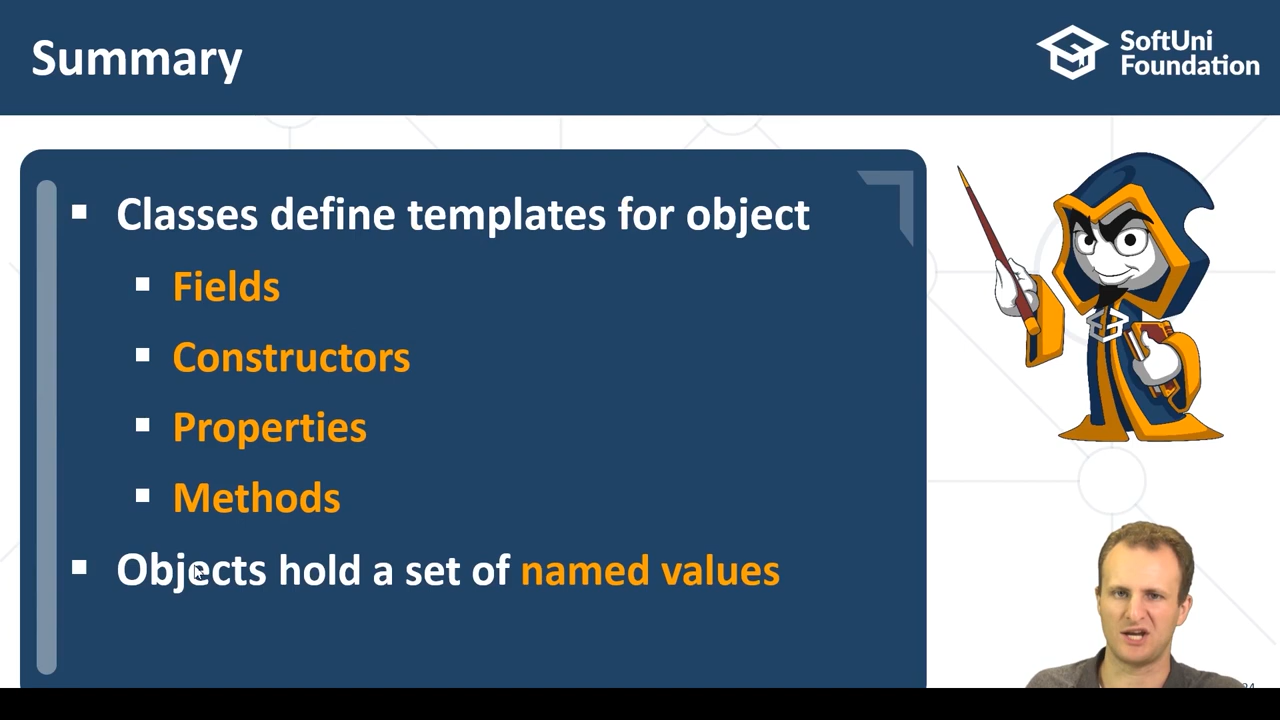 Summary
SoftUni
Foundation
Classes define templates for object
Fields
Constructors
Properties
Methods
Objects hold a set of named values